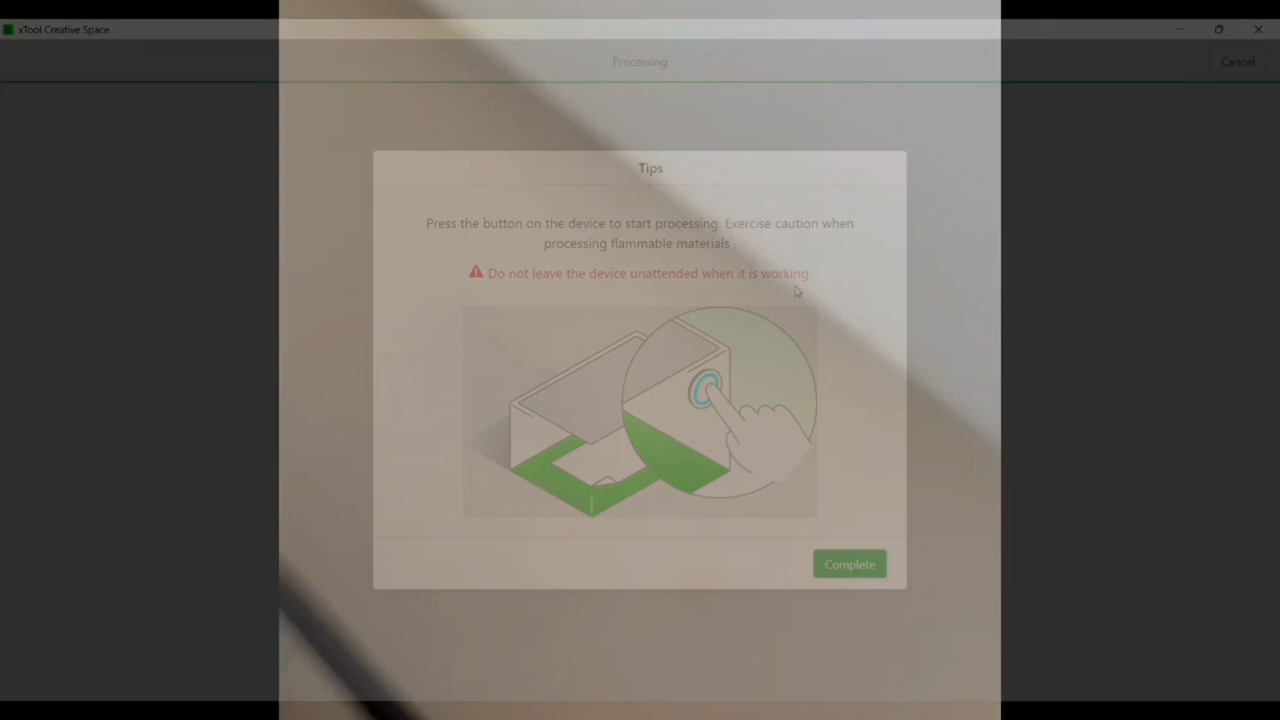 xTool Creative Space
Processing
Cancel
Tips
Press the button on the device to start processing. Exercise caution when
processing flammable materials .
Do not leave the device unattended when it is working.
Complete